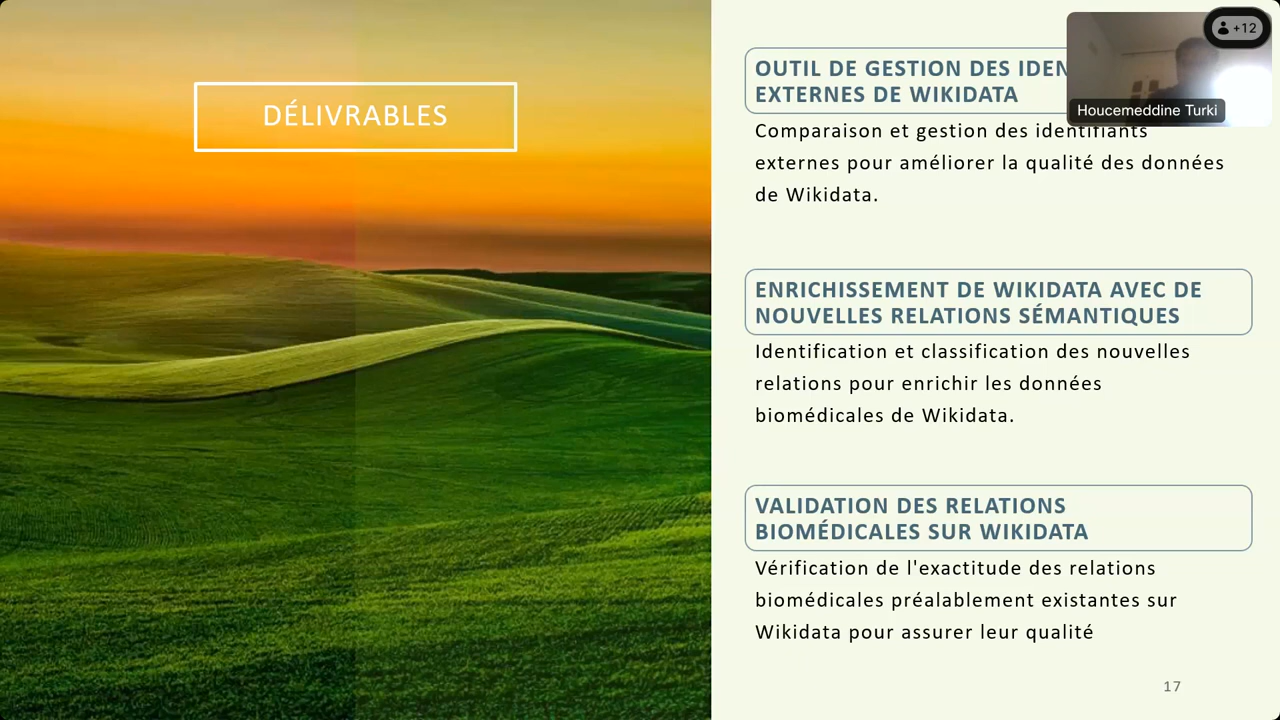 DÉLIVRABLES
+12
Houcemeddine Turki
OUTIL DE GESTION DES
EXTERNES DE WIKIDATA
Comparaison et gestion des identifiants
externes pour améliorer la qualité des données
de Wikidata.
ENRICHISSEMENT DE WIKIDATA AVEC DE
NOUVELLES RELATIONS SÉMANTIQUES
Identification et classification des nouvelles
relations pour enrichir les données
biomédicales de Wikidata.
VALIDATION DES RELATIONS
BIOMÉDICALES SUR WIKIDATA
Vérification de l'exactitude des relations
biomédicales préalablement existantes sur
Wikidata pour assurer leur qualité
17